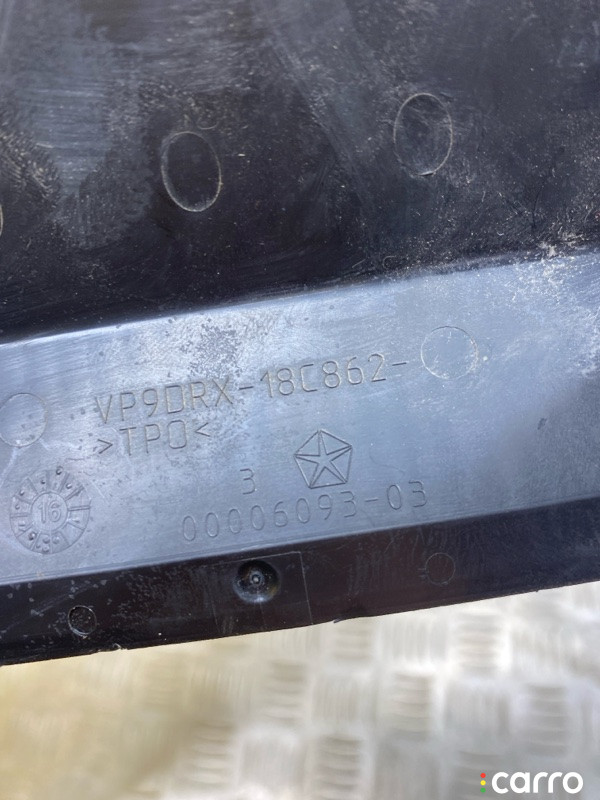 VP9DRX-18C862-
>TPO<
3
16
00006093-03
carro